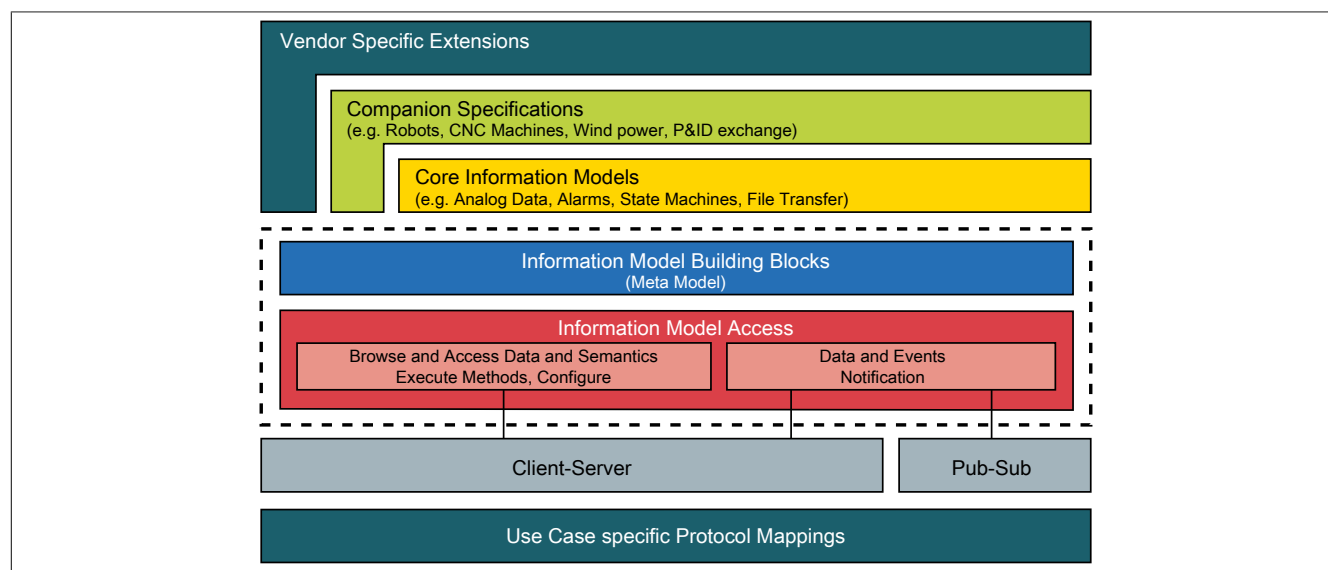 Vendor Specific Extensions
Companion Specifications
(e.g. Robots, CNC Machines, Wind power, P&ID exchange)
Core Information Models
(e.g. Analog Data, Alarms, State Machines, File Transfer)
Information Model Building Blocks
(Meta Model)
Information Model Access
Browse and Access Data and Semantics
Execute Methods, Configure
Data and Events
Notification
Client-Server
Pub-Sub
Use Case specific Protocol Mappings